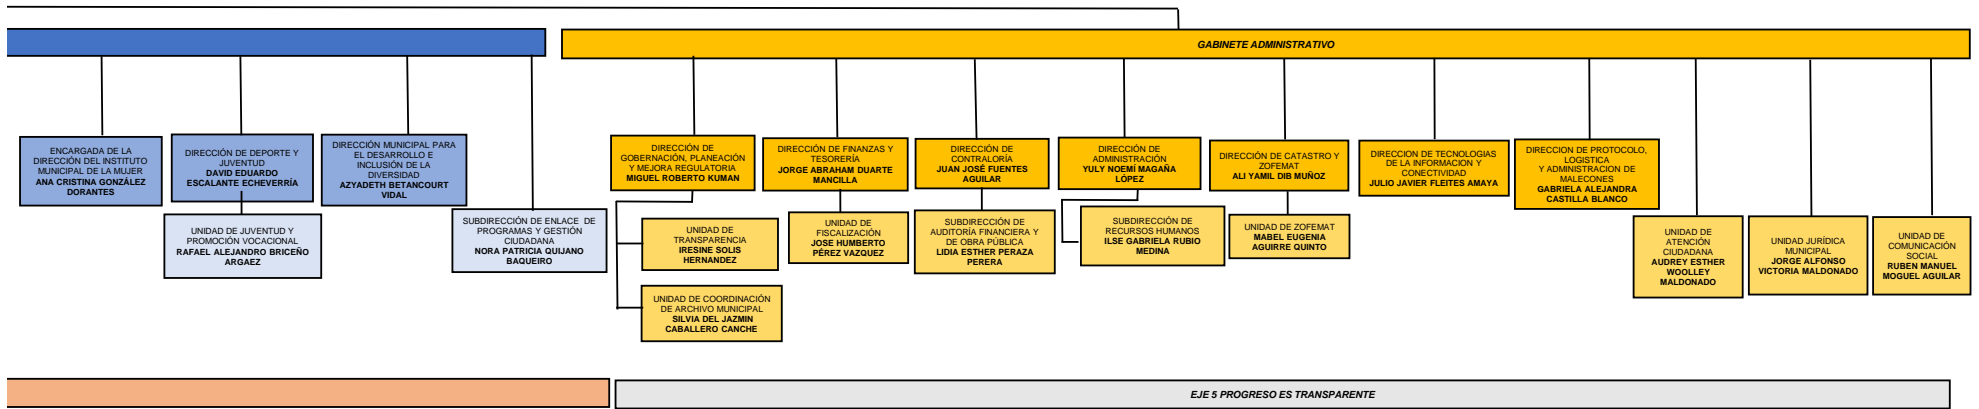 GABINETE ADMINISTRATIVO
ENCARGADA DE LA
DIRECCIÓN DEL INSTITUTO
MUNICIPAL DE LA MUJER
ANA CRISTINA GONZÁLEZ
DORANTES
DIRECCIÓN DE DEPORTE Y
JUVENTUD
DAVID EDUARDO
ESCALANTE ECHEVERRÍA
DIRECCIÓN MUNICIPAL PARA
EL DESARROLLO E
INCLUSIÓN DE LA
DIVERSIDAD
AZYADETH BETANCOURT
VIDAL
DIRECCIÓN DE
GOBERNACIÓN, PLANEACIÓN
Y MEJORA REGULATORIA
MIGUEL ROBERTO KUMAN
DIRECCIÓN DE FINANZAS Y
TESORERÍA
JORGE ABRAHAM DUARTE
MANCILLA
DIRECCIÓN DE
CONTRALORÍA
JUAN JOSÉ FUENTES
AGUILAR
DIRECCIÓN DE
ADMINISTRACIÓN
YULY NOEMÍ MAGAÑA
LÓPEZ
DIRECCIÓN DE CATASTRO Y
ZOFEMAT
ALI YAMIL DIB MUÑOZ
DIRECCION DE TECNOLOGIAS
DE LA INFORMACION Y
CONECTIVIDAD
JULIO JAVIER FLEITES AMAYA
DIRECCION DE PROTOCOLO,
LOGISTICA
Y ADMINISTRACION DE
MALECONES
GABRIELA ALEJANDRA
CASTILLA BLANCO
UNIDAD DE JUVENTUD Y
PROMOCIÓN VOCACIONAL
RAFAEL ALEJANDRO BRICEÑO
ARGAEZ
SUBDIRECCIÓN DE ENLACE DE
PROGRAMAS Y GESTIÓN
CIUDADANA
NORA PATRICIA QUIJANO
BAQUEIRO
UNIDAD DE
TRANSPARENCIA
IRESINE SOLIS
HERNANDEZ
UNIDAD DE
FISCALIZACIÓN
JOSE HUMBERTO
PÉREZ VAZQUEZ
SUBDIRECCIÓN DE
AUDITORÍA FINANCIERA Y
DE OBRA PÚBLICA
LIDIA ESTHER PERAZA
PERERA
SUBDIRECCIÓN DE
RECURSOS HUMANOS
ILSE GABRIELA RUBIO
MEDINA
UNIDAD DE ZOFEMAT
MABEL EUGENIA
AGUIRRE QUINTO
UNIDAD DE
ATENCIÓN
CIUDADANA
AUDREY ESTHER
WOOLLEY
MALDONADO
UNIDAD JURÍDICA
MUNICIPAL
JORGE ALFONSO
VICTORIA MALDONADO
UNIDAD DE
COMUNICACIÓN
SOCIAL
RUBEN MANUEL
MOGUEL AGUILAR
UNIDAD DE COORDINACIÓN
DE ARCHIVO MUNICIPAL
SILVIA DEL JAZMIN
CABALLERO CANCHE
EJE 5 PROGRESO ES TRANSPARENTE